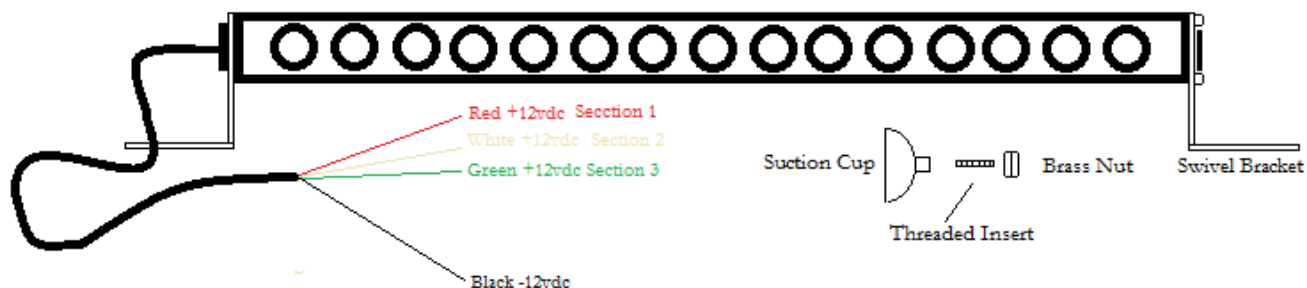 Red +12vdc Secction 1
White +12vdc Section 2
Green +12vdc Section 3
Black -12vdc
Suction Cup
Brass Nut
Swivel Bracket
Threaded Insert